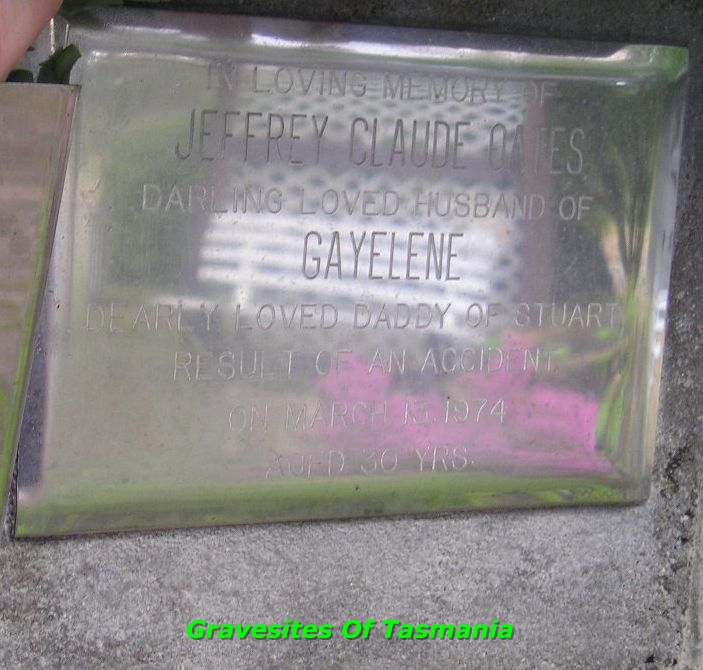 IN LOVING MEMORY OF
JEFFREY CLAUDE OATES
DARLING LOVED HUSBAND OF
GAYELENE
DEARLY LOVED DADDY OF STUART
RESULT OF AN ACCIDENT
ON MARCH 15.1974
AGED 30 YRS.
Gravesites Of Tasmania